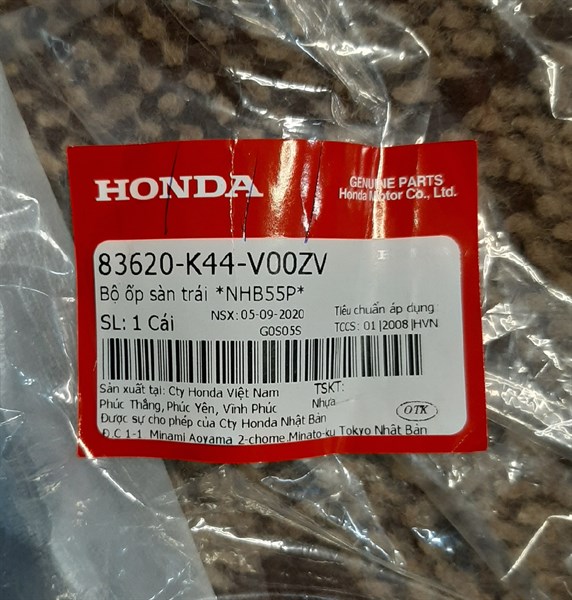 HONDA
GENUINE PARTS
Honda Motor Co., Ltd.
83620-K44-V00ZV
Bộ ốp sàn trái *NHB55P*
NSX: 05-09-2020
Tiêu chuẩn áp dụng
SL: 1 Cái
G0S05S
TCCS: 01 |2008 |HVN
Sản xuất tại: Cty Honda Việt Nam
TSKT:
Phúc Thắng, Phúc Yên, Vĩnh Phúc
Nhựa
Được sự cho phép của Cty Honda Nhật Bản
OTK
Đ.C 1-1 Minami Aoyama 2-chome,Minato-ku Tokyo Nhật Bản